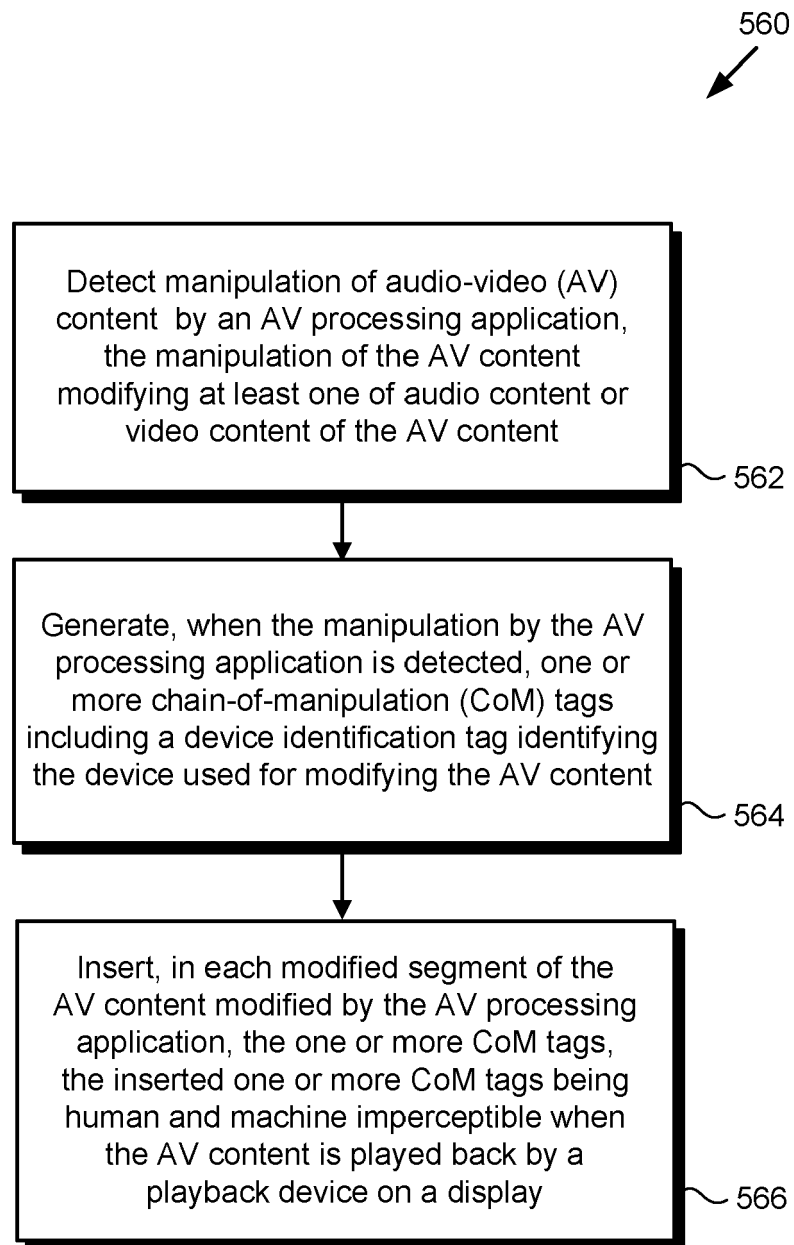 560
Detect manipulation of audio-video (AV)
content by an AV processing application,
the manipulation of the AV content
modifying at least one of audio content or
video content of the AV content
562
Generate, when the manipulation by the AV
processing application is detected, one or
more chain-of-manipulation (CoM) tags
including a device identification tag identifying
the device used for modifying the AV content
564
Insert, in each modified segment of the
AV content modified by the AV processing
application, the one or more CoM tags,
the inserted one or more CoM tags being
human and machine imperceptible when
the AV content is played back by a
playback device on a display
566